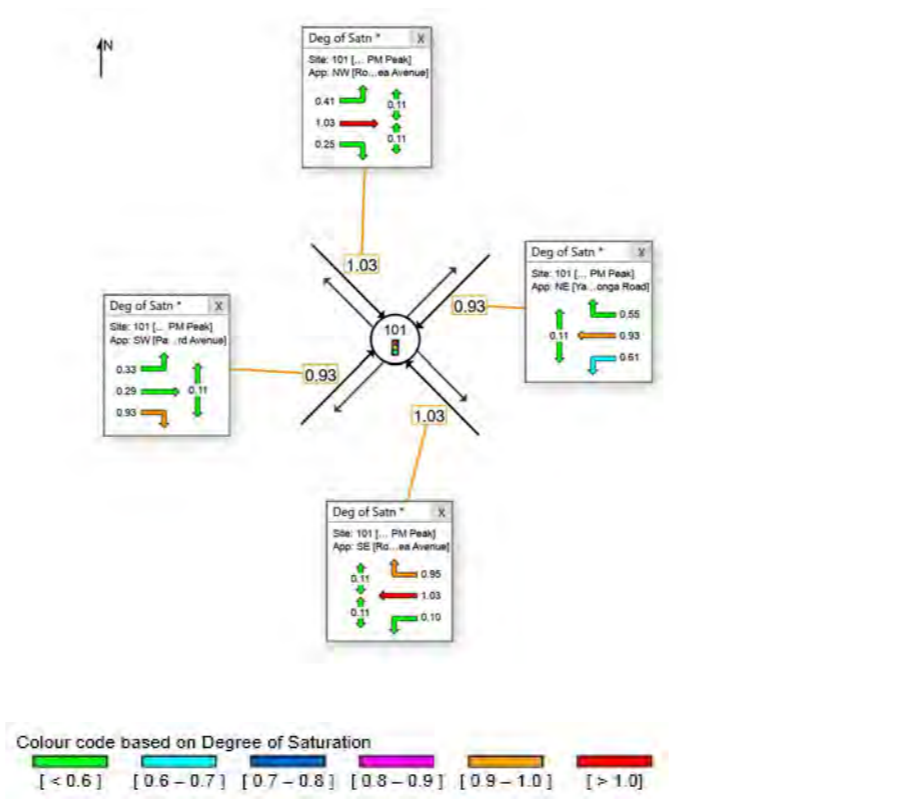 N
Deg of Satn * X
Site: 101 [... PM Peak]
App: NW [Ro...ea Avenue]
0.41
0.11
1.03
0.11
0.25
1.03
Deg of Satn * X
Site: 101 [... PM Peak]
App: NE [Ya...onga Road]
0.55
0.11 0.93
0.61
0.93
Deg of Satn * X
Site: 101 [... PM Peak]
App: SW [Pa...rd Avenue]
0.33
0.29 0.11
0.93
0.93
101
1.03
Deg of Satn * X
Site: 101 [... PM Peak]
App: SE [Ro...ea Avenue]
0.11 0.95
1.03
0.11 0.10
Colour code based on Degree of Saturation
[ < 0.6 ] [ 0.6 – 0.7 ] [ 0.7 – 0.8 ] [ 0.8 – 0.9 ] [ 0.9 – 1.0 ] [ > 1.0]